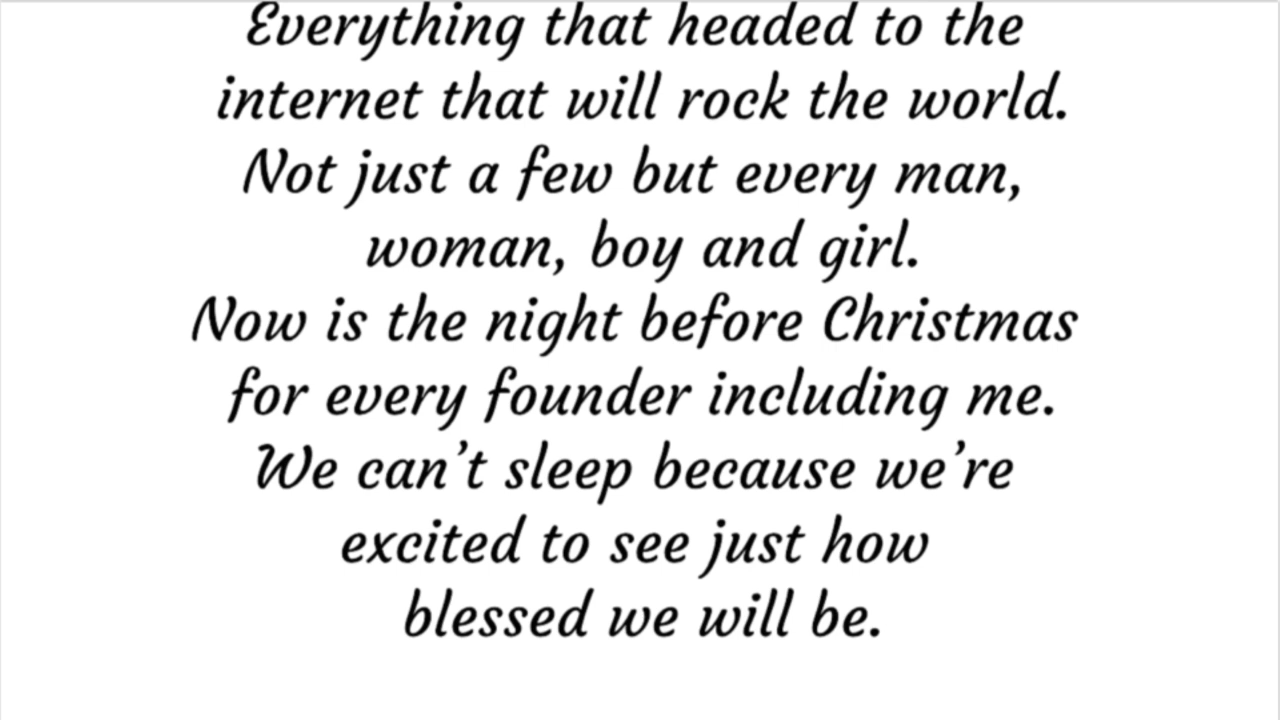 Everything that headed to the
internet that will rock the world.
Not just a few but every man,
woman, boy and girl.
Now is the night before Christmas
for every founder including me.
We can’t sleep because we’re
excited to see just how
blessed we will be.